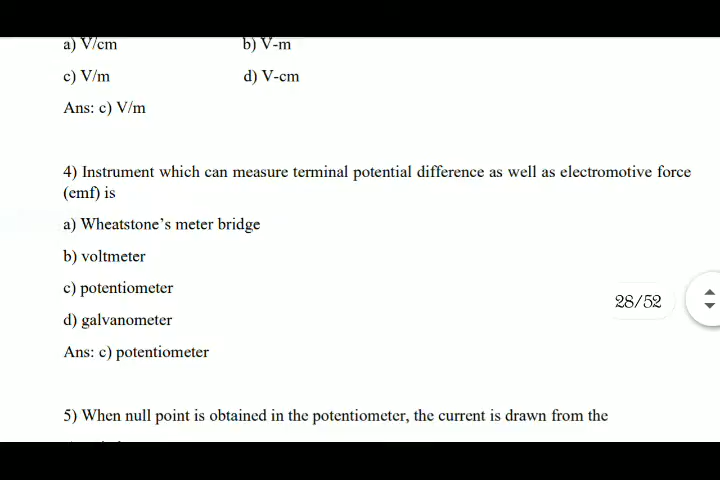 a) V/cm b) V-m
c) V/m d) V-cm
Ans: c) V/m
4) Instrument which can measure terminal potential difference as well as electromotive force
(emf) is
a) Wheatstone's meter bridge
b) voltmeter
c) potentiometer
28/52
d) galvanometer
Ans: c) potentiometer
5) When null point is obtained in the potentiometer, the current is drawn from the